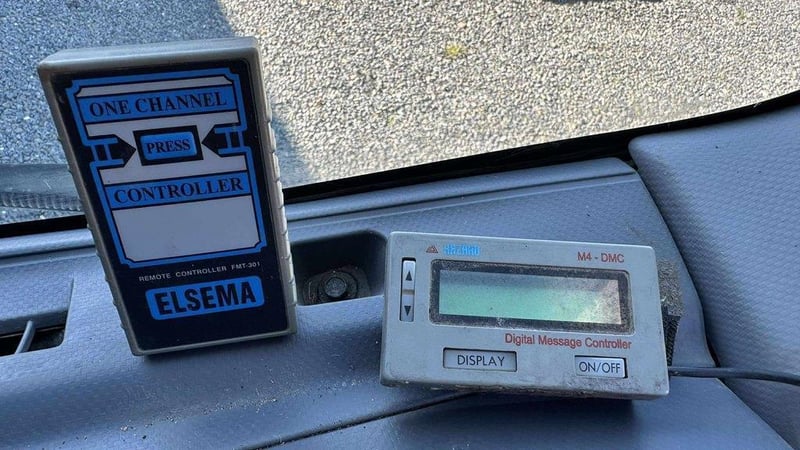 ONE CHANNEL
PRESS
CONTROLLER
REMOTE CONTROLLER FMT-301
ELSEMA
M4 - DMC
Digital Message Controller
DISPLAY
ON/OFF